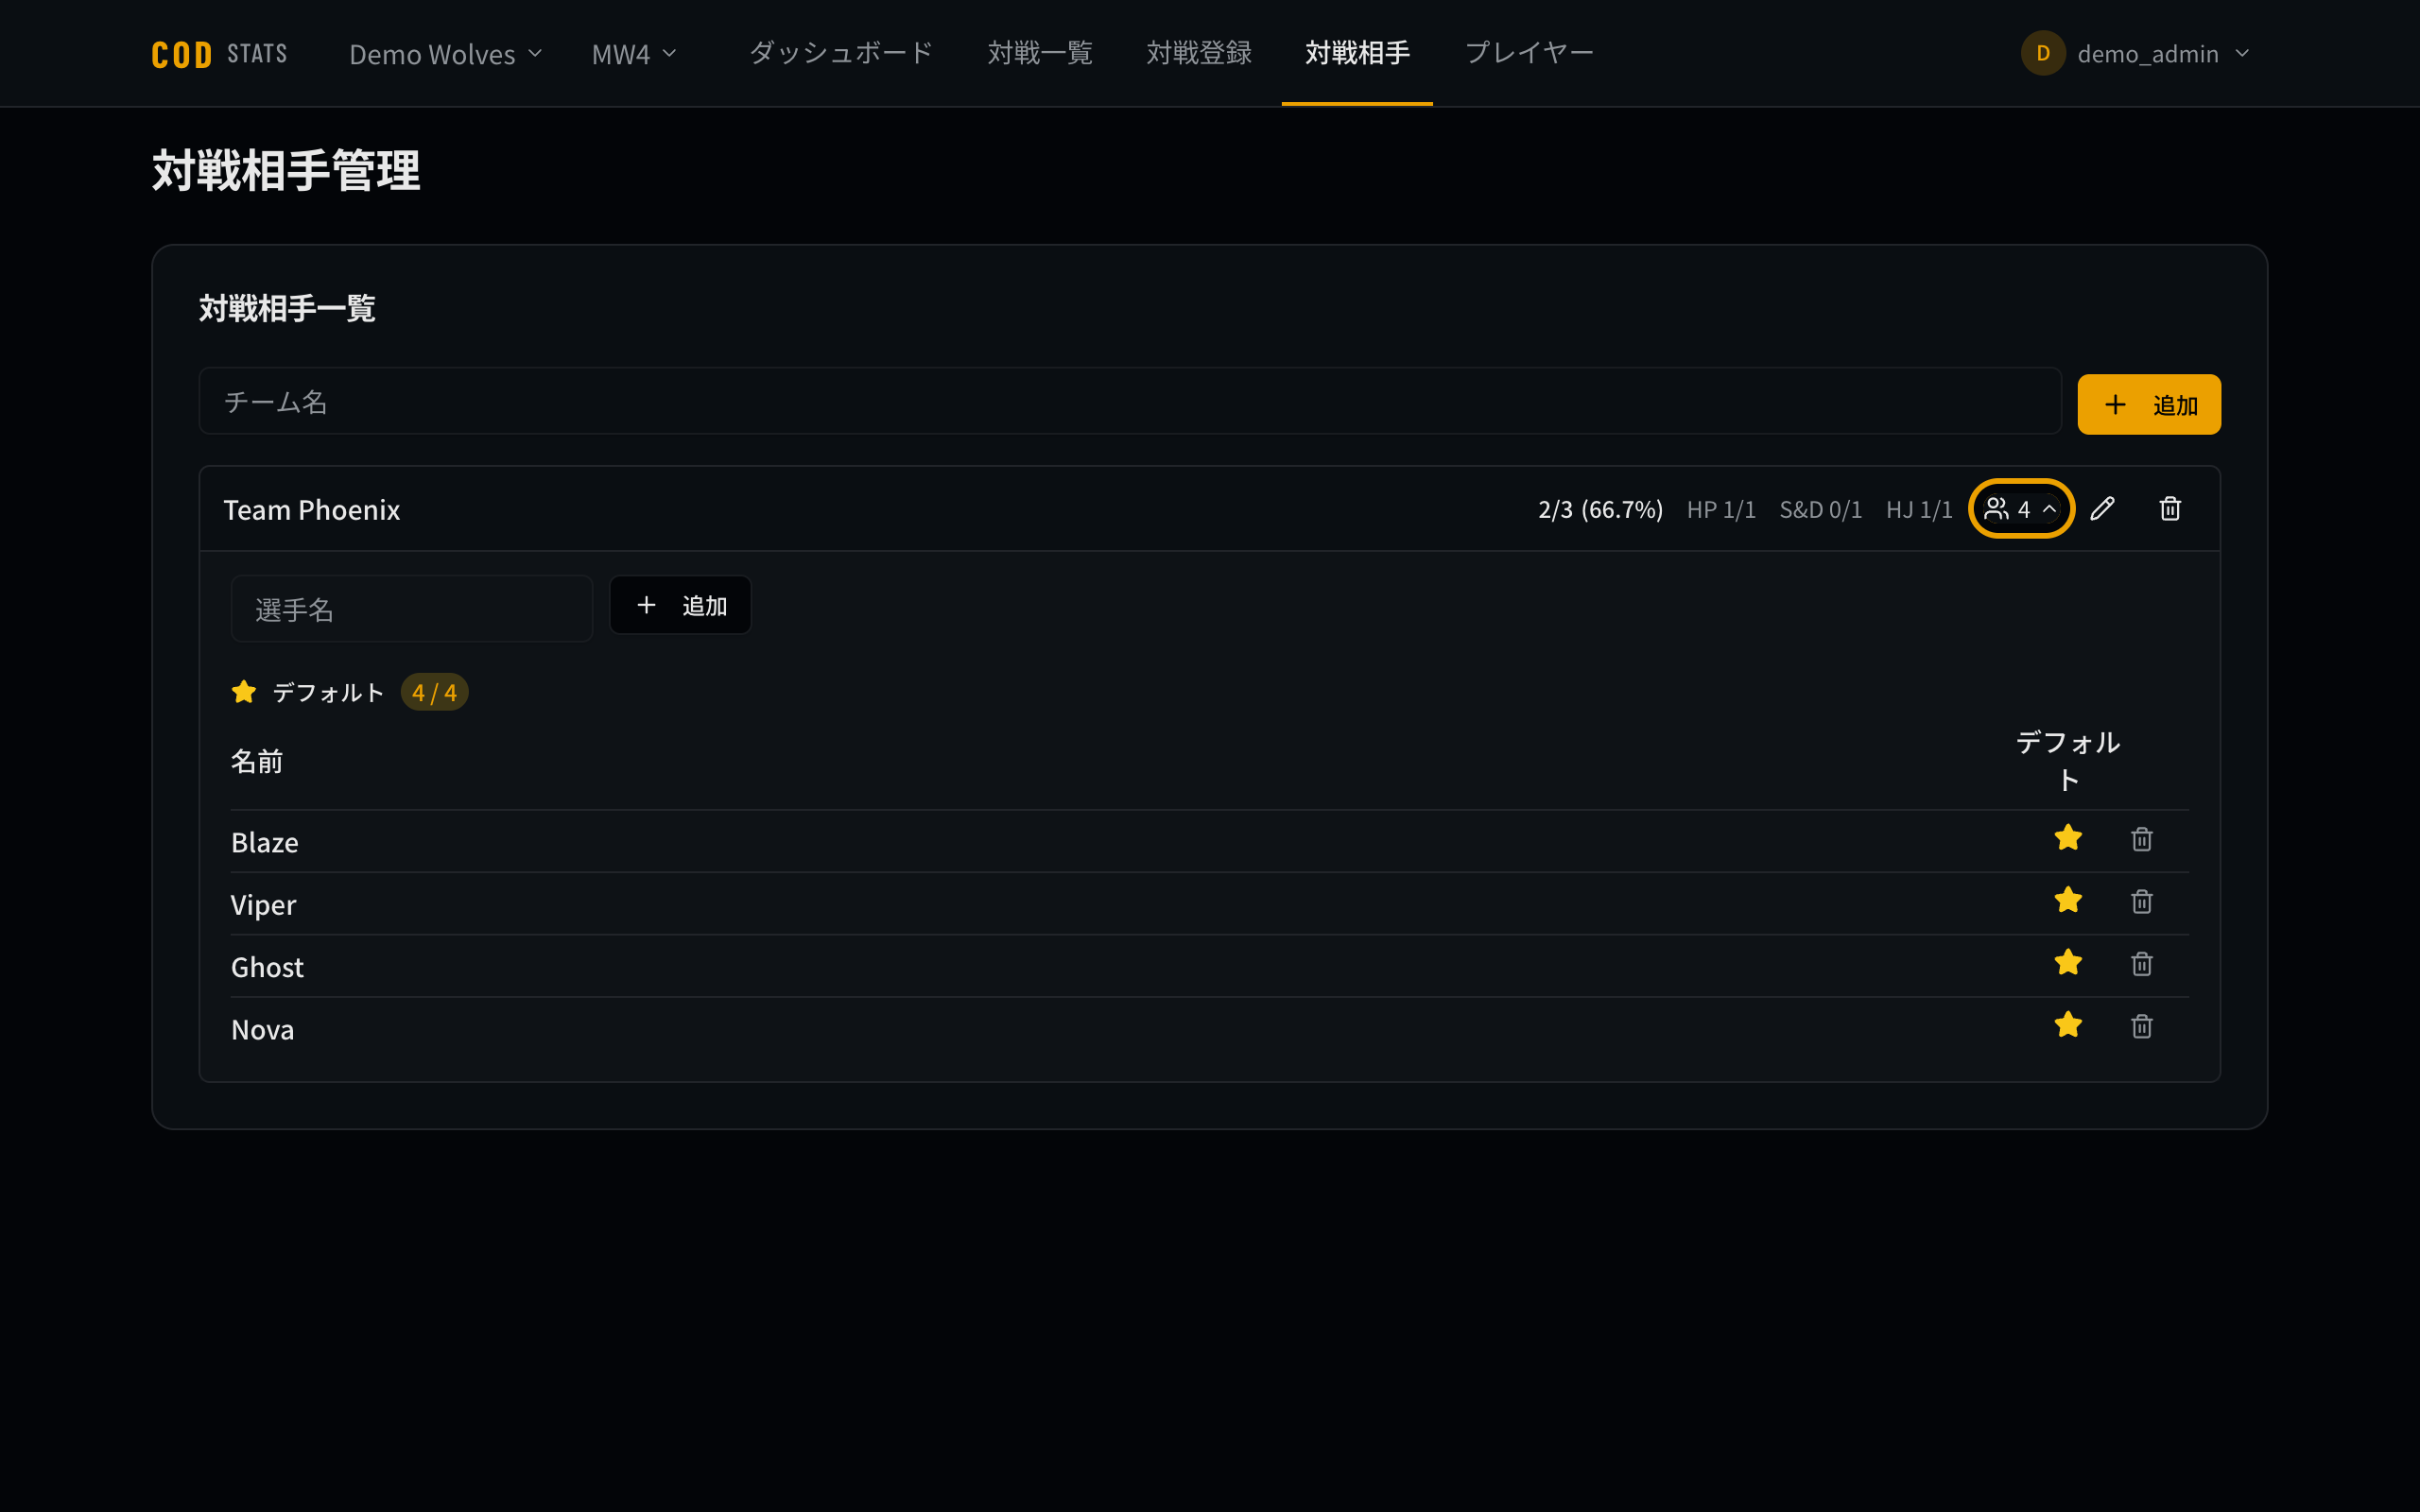 COD STATS Demo Wolves MW4 ダッシュボード 対戦一覧 対戦登録 対戦相手 プレイヤー D demo_admin
対戦相手管理
対戦相手一覧
チーム名 + 追加
Team Phoenix 2/3 (66.7%) HP 1/1 S&D 0/1 HJ 1/1 4
選手名 + 追加
デフォルト 4 / 4
名前 デフォル
ト
Blaze
Viper
Ghost
Nova